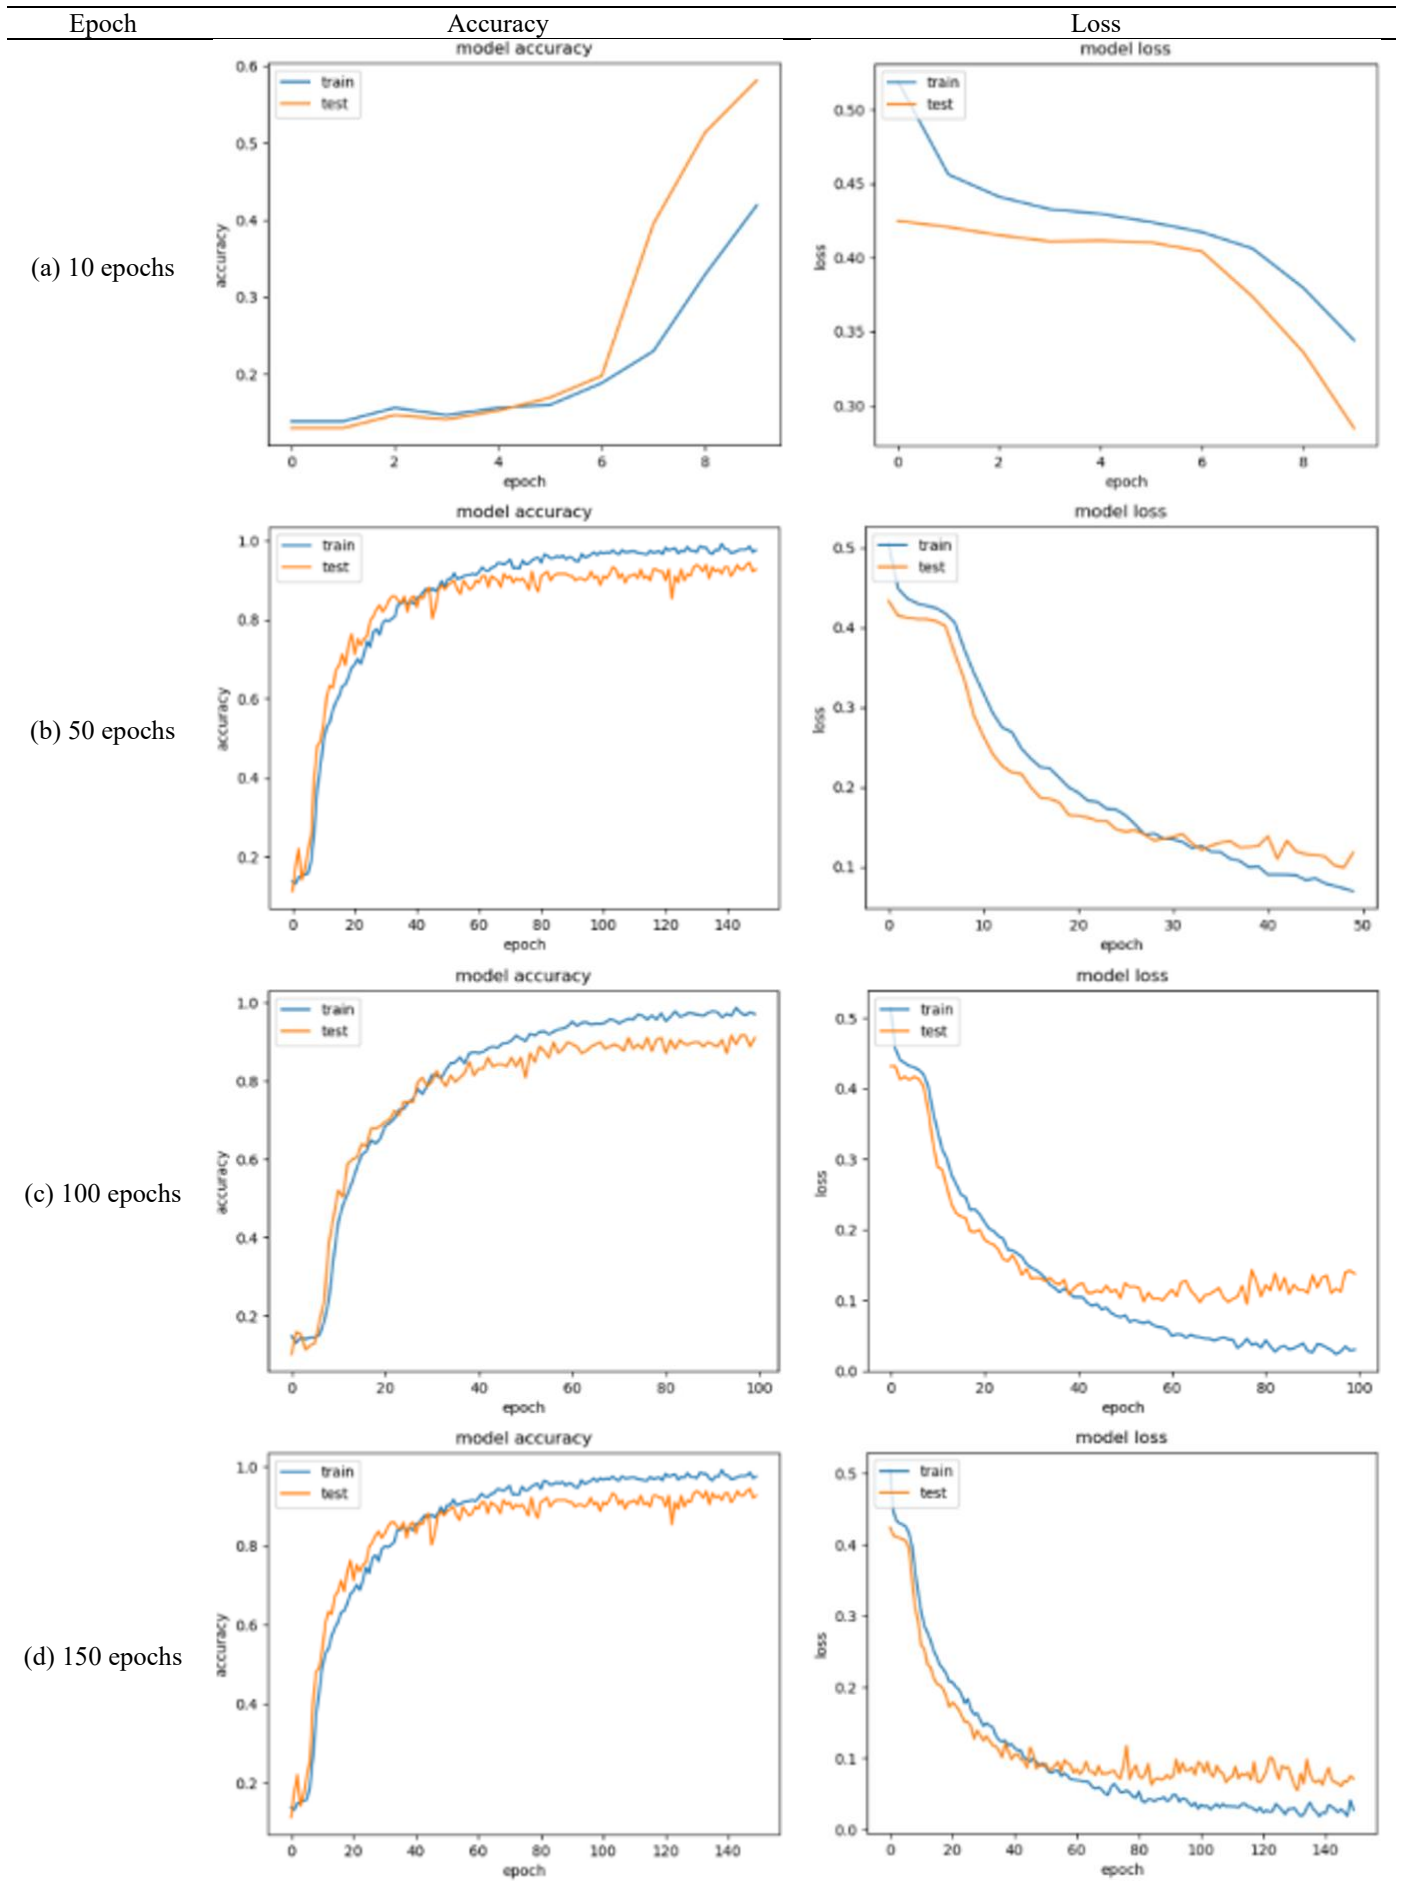 Epoch Accuracy Loss
model accuracy model loss
train train
test test
0.6
0.5
0.4
0.3
0.2
accuracy
0 2 4 6 8
epoch
0.50
0.45
0.40
0.35
0.30
loss
0 2 4 6 8
epoch
(a) 10 epochs
model accuracy model loss
train train
test test
1.0
0.8
0.6
0.4
0.2
accuracy
0 20 40 60 80 100 120 140
epoch
0.5
0.4
0.3
0.2
0.1
loss
0 10 20 30 40 50
epoch
(b) 50 epochs
model accuracy model loss
train train
test test
1.0
0.8
0.6
0.4
0.2
accuracy
0 20 40 60 80 100
epoch
0.5
0.4
0.3
0.2
0.1
0.0
loss
0 20 40 60 80 100
epoch
(c) 100 epochs
model accuracy model loss
train train
test test
1.0
0.8
0.6
0.4
0.2
accuracy
0 20 40 60 80 100 120 140
epoch
0.5
0.4
0.3
0.2
0.1
0.0
loss
0 20 40 60 80 100 120 140
epoch
(d) 150 epochs